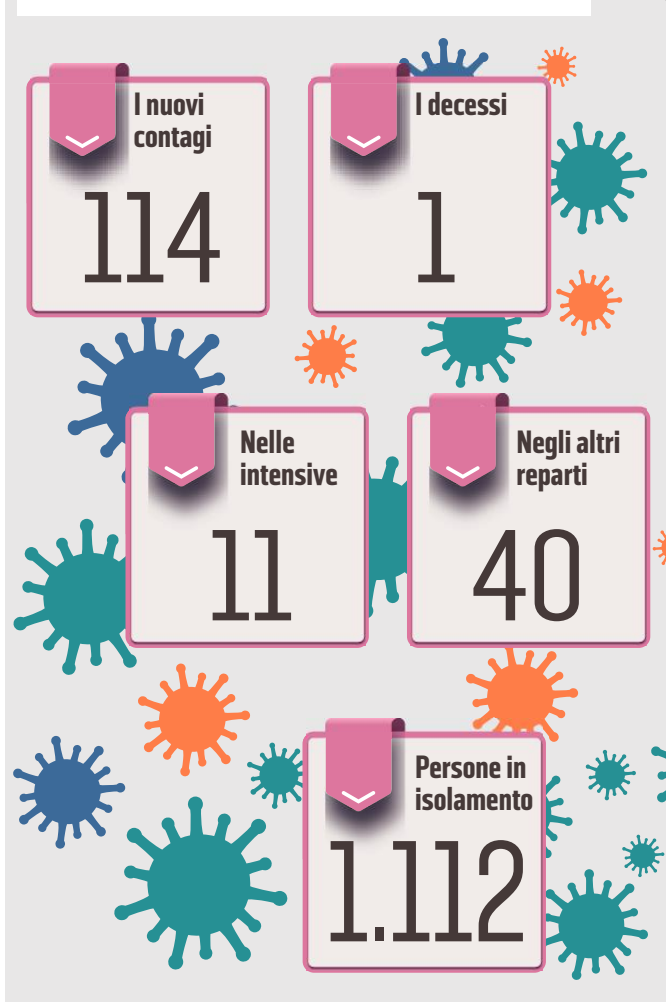 I nuovi
contagi
114
I decessi
1
Nelle
intensive
11
Negli altri
reparti
40
Persone in
isolamento
1.112